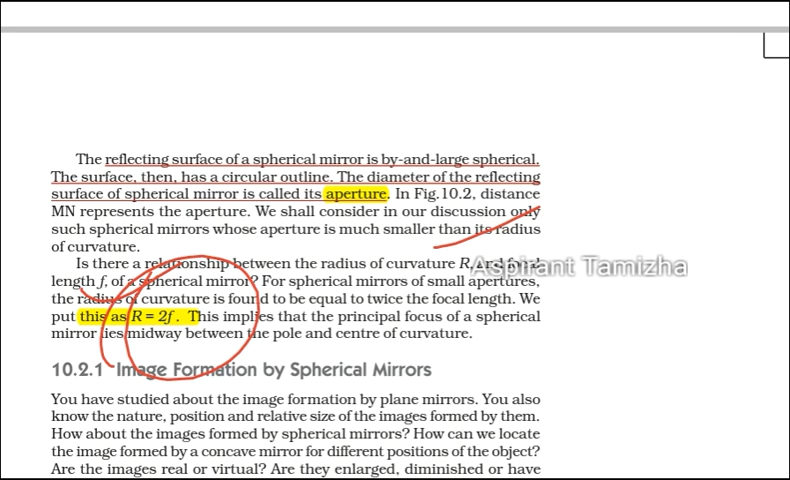 The reflecting surface of a spherical mirror is by-and-large spherical.
The surface, then, has a circular outline. The diameter of the reflecting
surface of spherical mirror is called its aperture. In Fig.10.2, distance
MN represents the aperture. We shall consider in our discussion only
such spherical mirrors whose aperture is much smaller than its radius
of curvature.
Is there a relationship between the radius of curvature R, and focal
Aspirant Tamizha
length f, of a spherical mirror? For spherical mirrors of small apertures,
the radius of curvature is found to be equal to twice the focal length. We
put this as R = 2f . This implies that the principal focus of a spherical
mirror lies midway between the pole and centre of curvature.
10.2.1 Image Formation by Spherical Mirrors
You have studied about the image formation by plane mirrors. You also
know the nature, position and relative size of the images formed by them.
How about the images formed by spherical mirrors? How can we locate
the image formed by a concave mirror for different positions of the object?
Are the images real or virtual? Are they enlarged, diminished or have